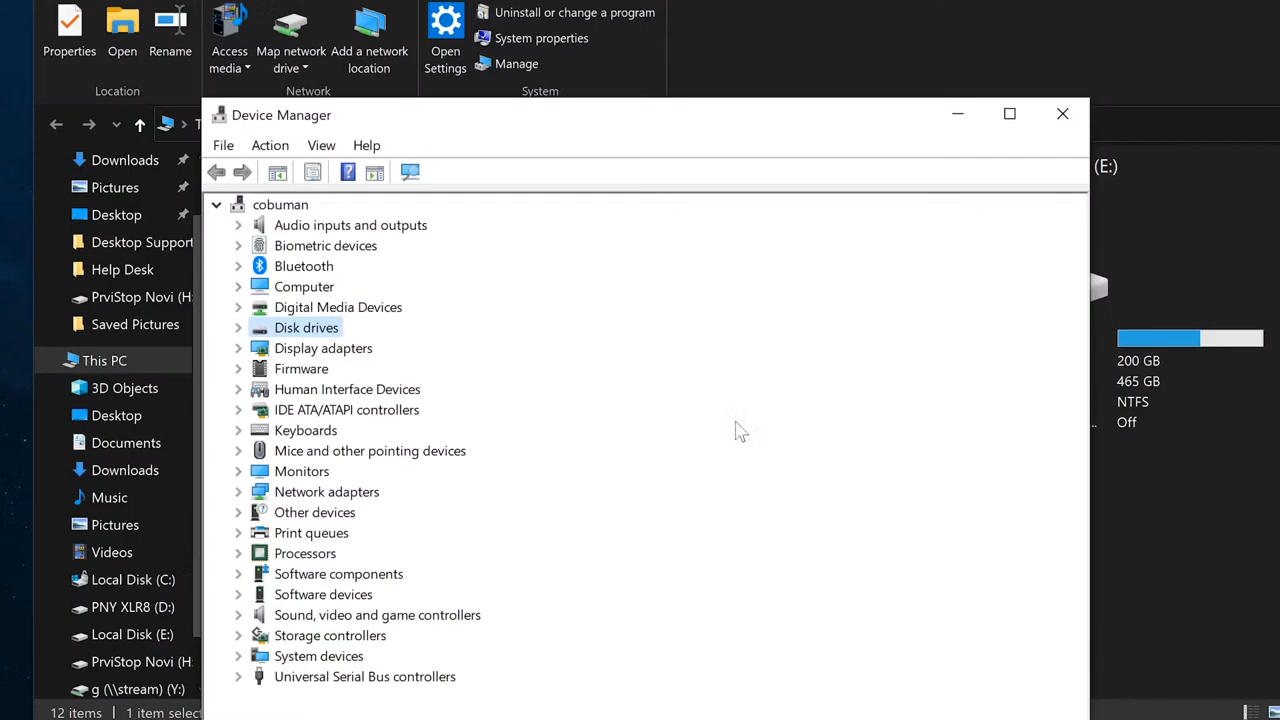 Properties Open Rename
Location
Access media
Map network drive
Add a network location
Network
Open Settings
Uninstall or change a program
System properties
Manage
System
Downloads
Pictures
Desktop
Desktop Support
Help Desk
PrviStop Novi (H:
Saved Pictures
This PC
3D Objects
Desktop
Documents
Downloads
Music
Pictures
Videos
Local Disk (C:)
PNY XLR8 (D:)
Local Disk (E:)
PrviStop Novi (H:
g (\\stream) (Y:)
12 items 1 item selec
Device Manager
File Action View Help
cobuman
Audio inputs and outputs
Biometric devices
Bluetooth
Computer
Digital Media Devices
Disk drives
Display adapters
Firmware
Human Interface Devices
IDE ATA/ATAPI controllers
Keyboards
Mice and other pointing devices
Monitors
Network adapters
Other devices
Print queues
Processors
Software components
Software devices
Sound, video and game controllers
Storage controllers
System devices
Universal Serial Bus controllers
(E:)
200 GB
465 GB
NTFS
Off